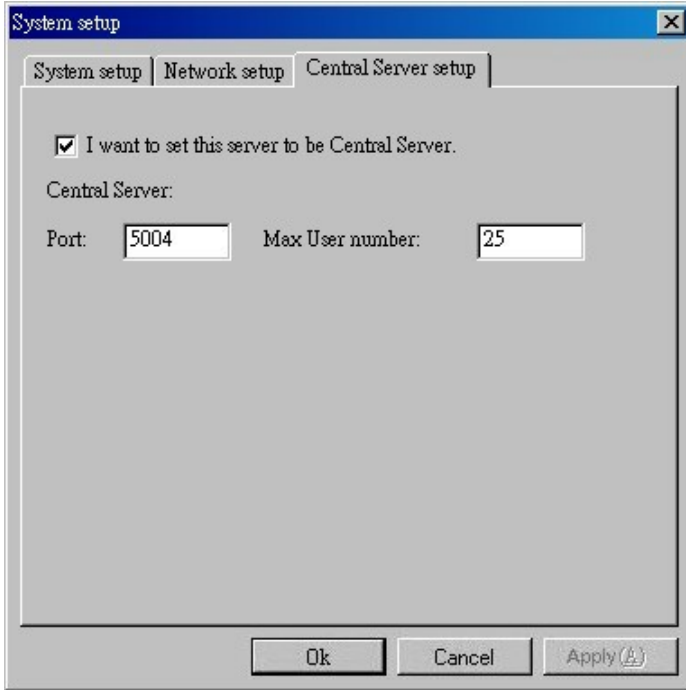 System setup
System setup Network setup Central Server setup
I want to set this server to be Central Server.
Central Server:
Port: 5004 Max User number: 25
Ok Cancel Apply(A)